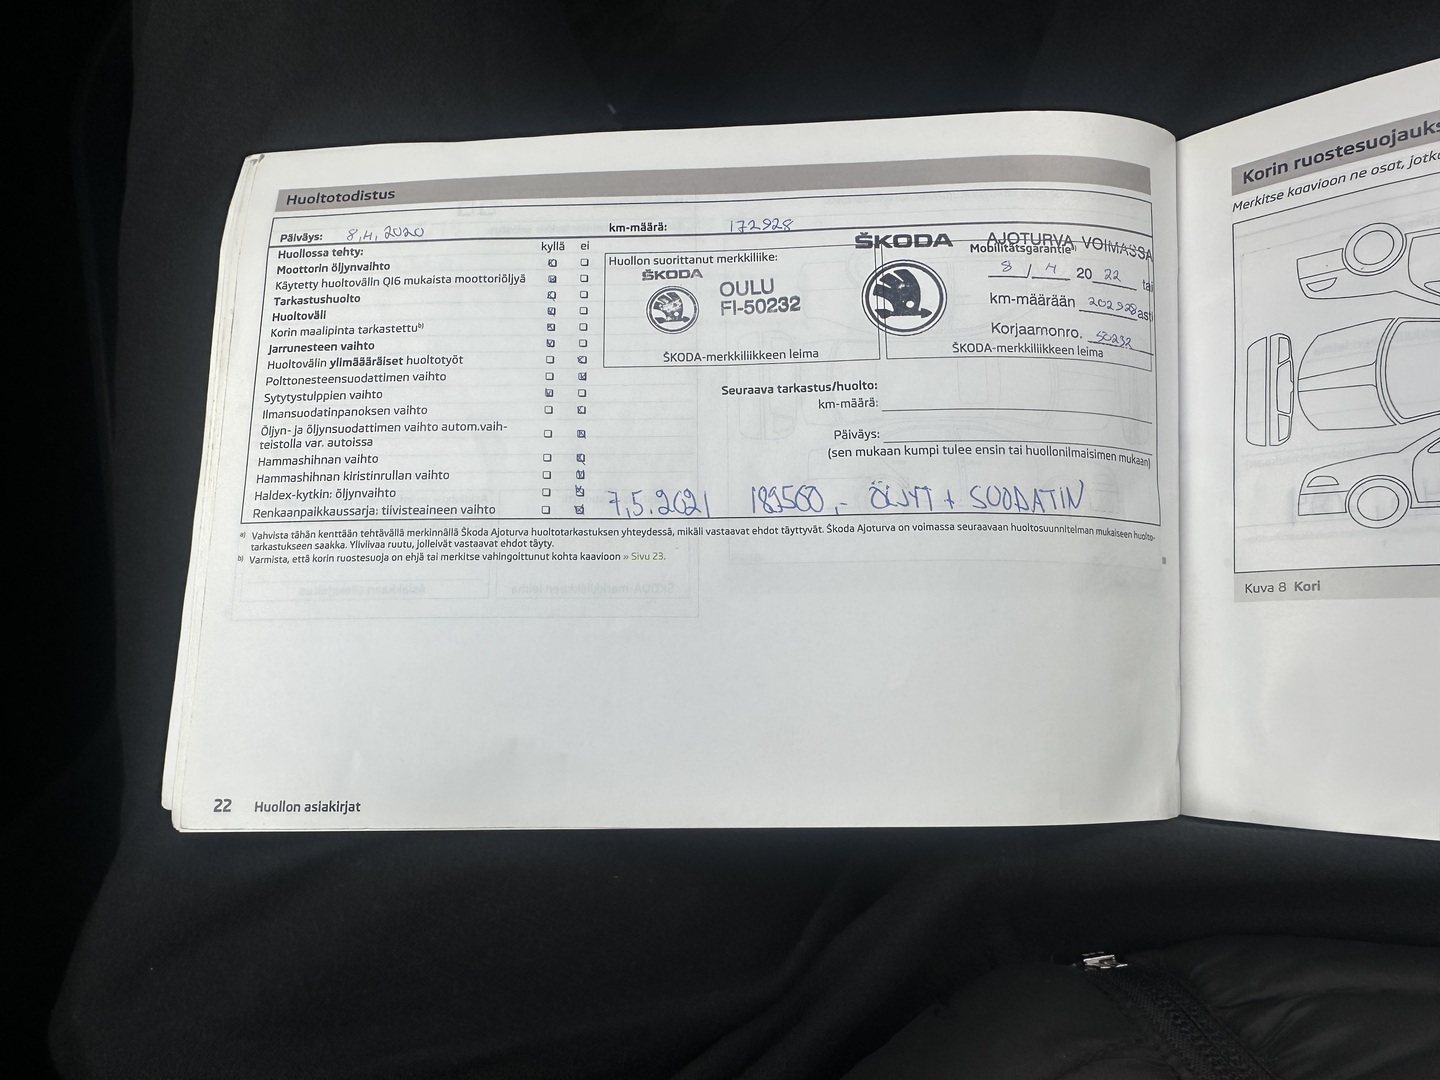 Huoltotodistus
Päiväys: 8.4.2020 km-määrä: 172928
Huollossa tehty: kyllä ei
Moottorin öljynvaihto
Käytetty huoltovälin QI6 mukaista moottoriöljyä
Tarkastushuolto
Huoltoväli
Korin maalipinta tarkastettu b)
Jarrunesteen vaihto
Huoltovälin ylimääräiset huoltotyöt
Polttonesteensuodattimen vaihto
Sytytystulppien vaihto
Ilmansuodatinpanoksen vaihto
Öljyn- ja öljynsuodattimen vaihto autom.vaih-
teistolla var. autoissa
Hammashihnan vaihto
Hammashihnan kiristinrullan vaihto
Haldex-kytkin: öljynvaihto
Renkaanpaikkaussarja: tiivisteaineen vaihto
Huollon suorittanut merkkiliike:
ŠKODA
OULU
FI-50232
ŠKODA-merkkiliikkeen leima
ŠKODA
AJOTURVA VOIMASSA
Mobilitätsgarantie a)
8 / 4 20 22 tai
km-määrään 202928 asti
Korjaamonro. 50232
ŠKODA-merkkiliikkeen leima
Seuraava tarkastus/huolto:
km-määrä:
Päiväys:
(sen mukaan kumpi tulee ensin tai huollonilmaisimen mukaan)
7.5.2021 183560,- ÖLJYT + SUODATIN
a) Vahvista tähän kenttään tehtävällä merkinnällä Škoda Ajoturva huoltotarkastuksen yhteydessä, mikäli vastaavat ehdot täyttyvät. Škoda Ajoturva on voimassa seuraavaan huoltosuunnitelman mukaiseen huolto-
tarkastukseen saakka. Yliviivaa ruutu, jolleivät vastaavat ehdot täyty.
b) Varmista, että korin ruostesuoja on ehjä tai merkitse vahingoittunut kohta kaavioon » Sivu 23.
22 Huollon asiakirjat
Korin ruostesuojauks
Merkitse kaavioon ne osat, jotk
Kuva 8 Kori